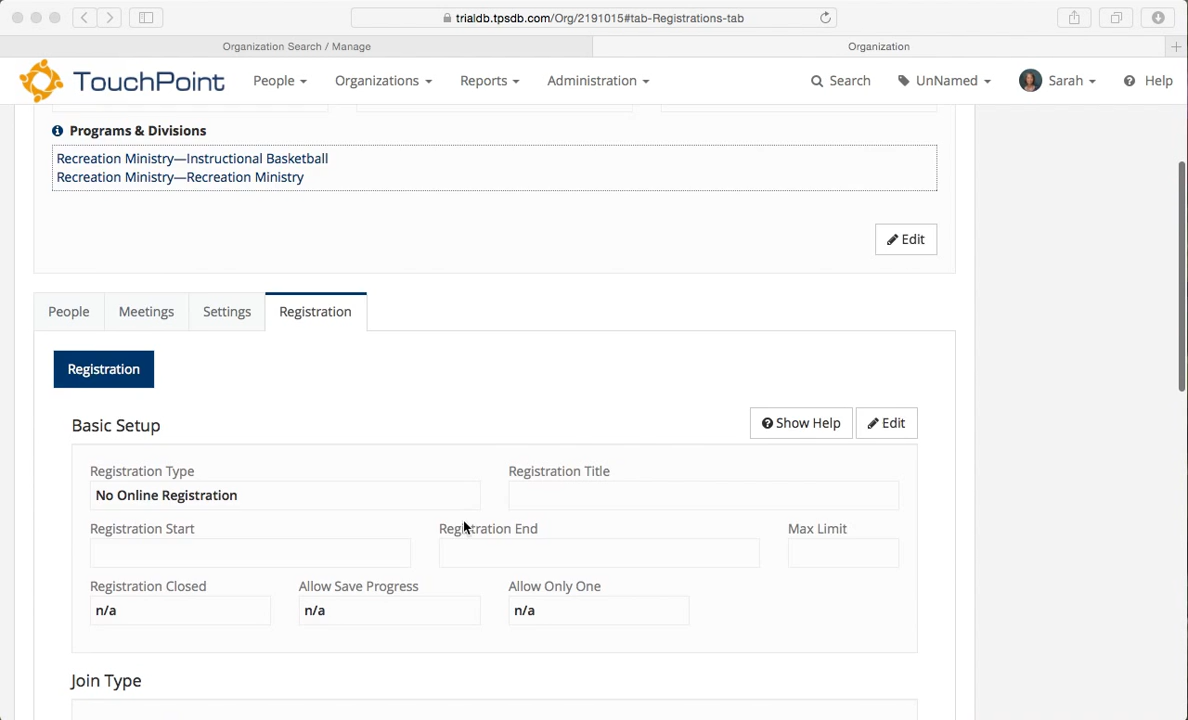 trialdb.tpsdb.com/Org/2191015#tab-Registrations-tab
Organization Search / Manage
Organization
TouchPoint
People
Organizations
Reports
Administration
Search
UnNamed
Sarah
Help
Programs & Divisions
Recreation Ministry—Instructional Basketball
Recreation Ministry—Recreation Ministry
Edit
People
Meetings
Settings
Registration
Registration
Basic Setup
Show Help
Edit
Registration Type
Registration Title
No Online Registration
Registration Start
Registration End
Max Limit
Registration Closed
Allow Save Progress
Allow Only One
n/a
n/a
n/a
Join Type